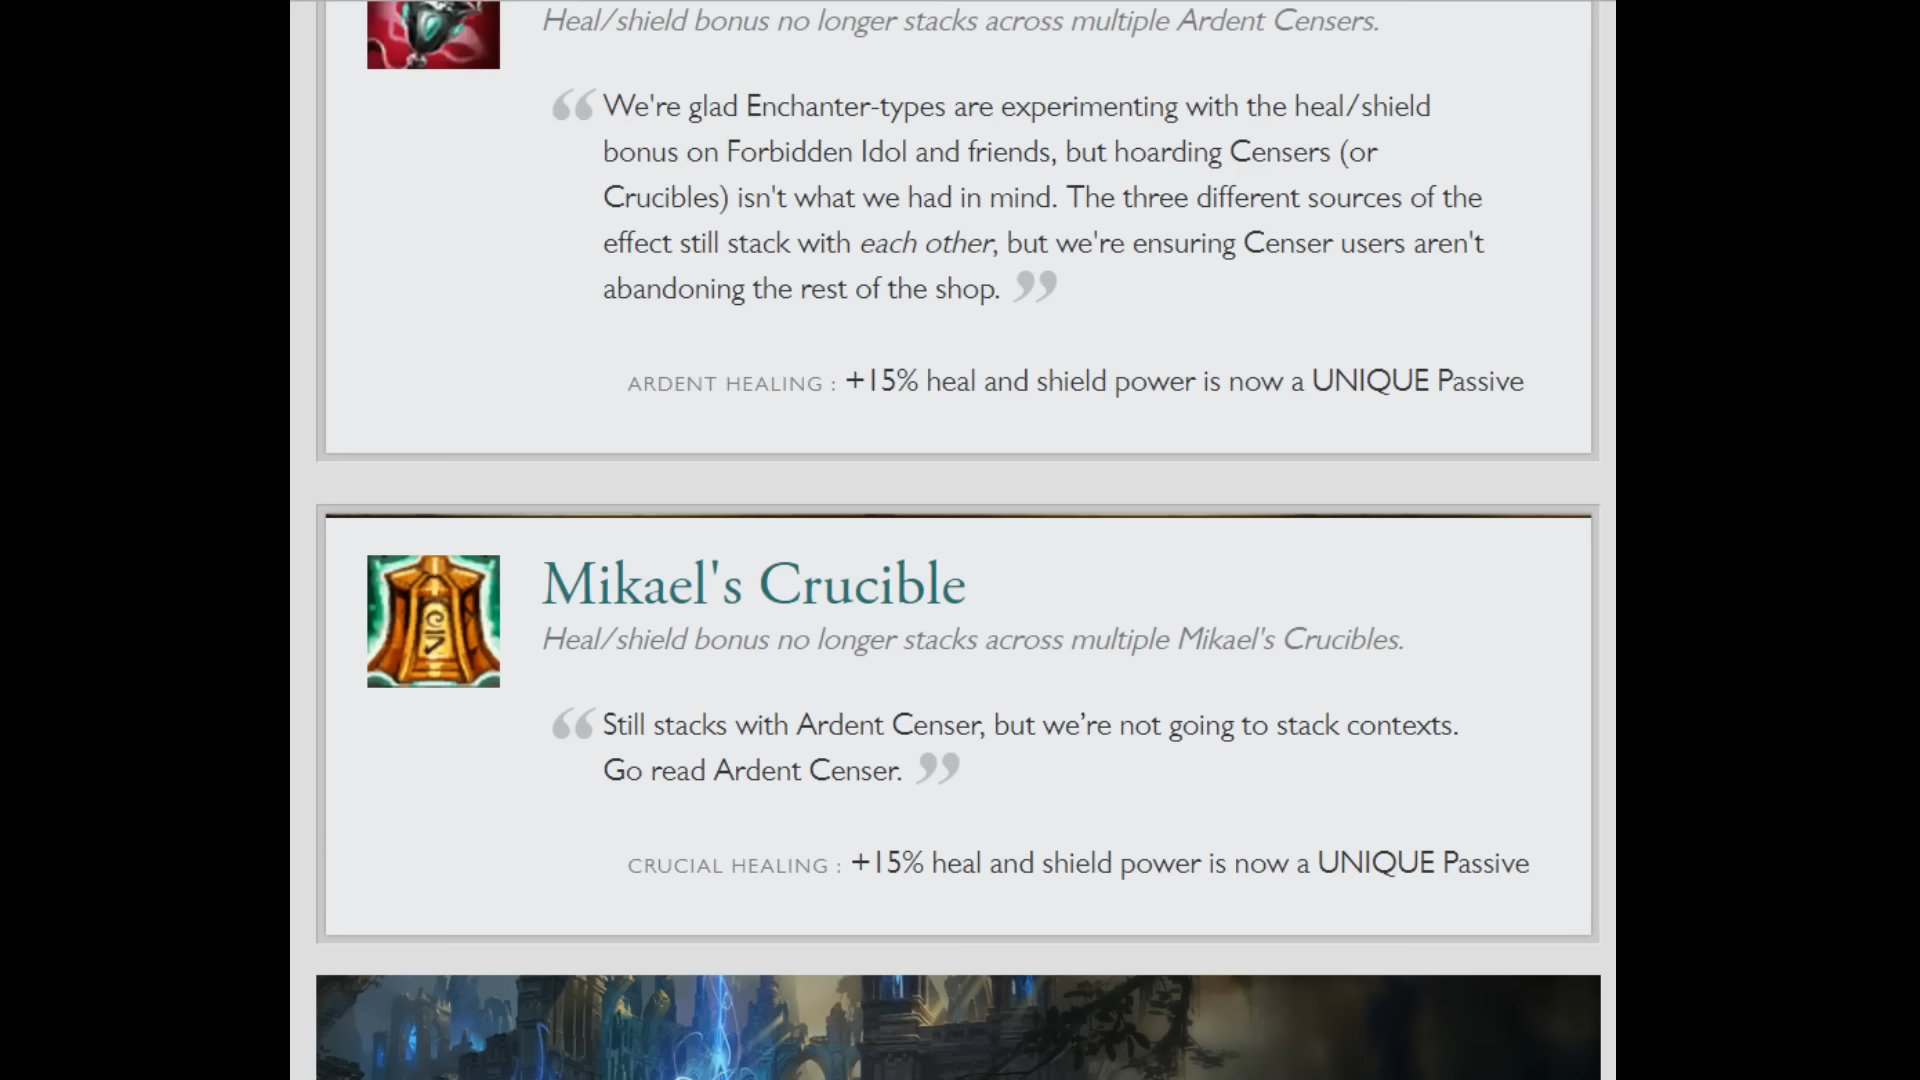 Heal/shield bonus no longer stacks across multiple Ardent Censers.
“ We're glad Enchanter-types are experimenting with the heal/shield
bonus on Forbidden Idol and friends, but hoarding Censers (or
Crucibles) isn't what we had in mind. The three different sources of the
effect still stack with each other, but we're ensuring Censer users aren't
abandoning the rest of the shop. ”
ARDENT HEALING : +15% heal and shield power is now a UNIQUE Passive
Mikael's Crucible
Heal/shield bonus no longer stacks across multiple Mikael's Crucibles.
“ Still stacks with Ardent Censer, but we’re not going to stack contexts.
Go read Ardent Censer. ”
CRUCIAL HEALING : +15% heal and shield power is now a UNIQUE Passive